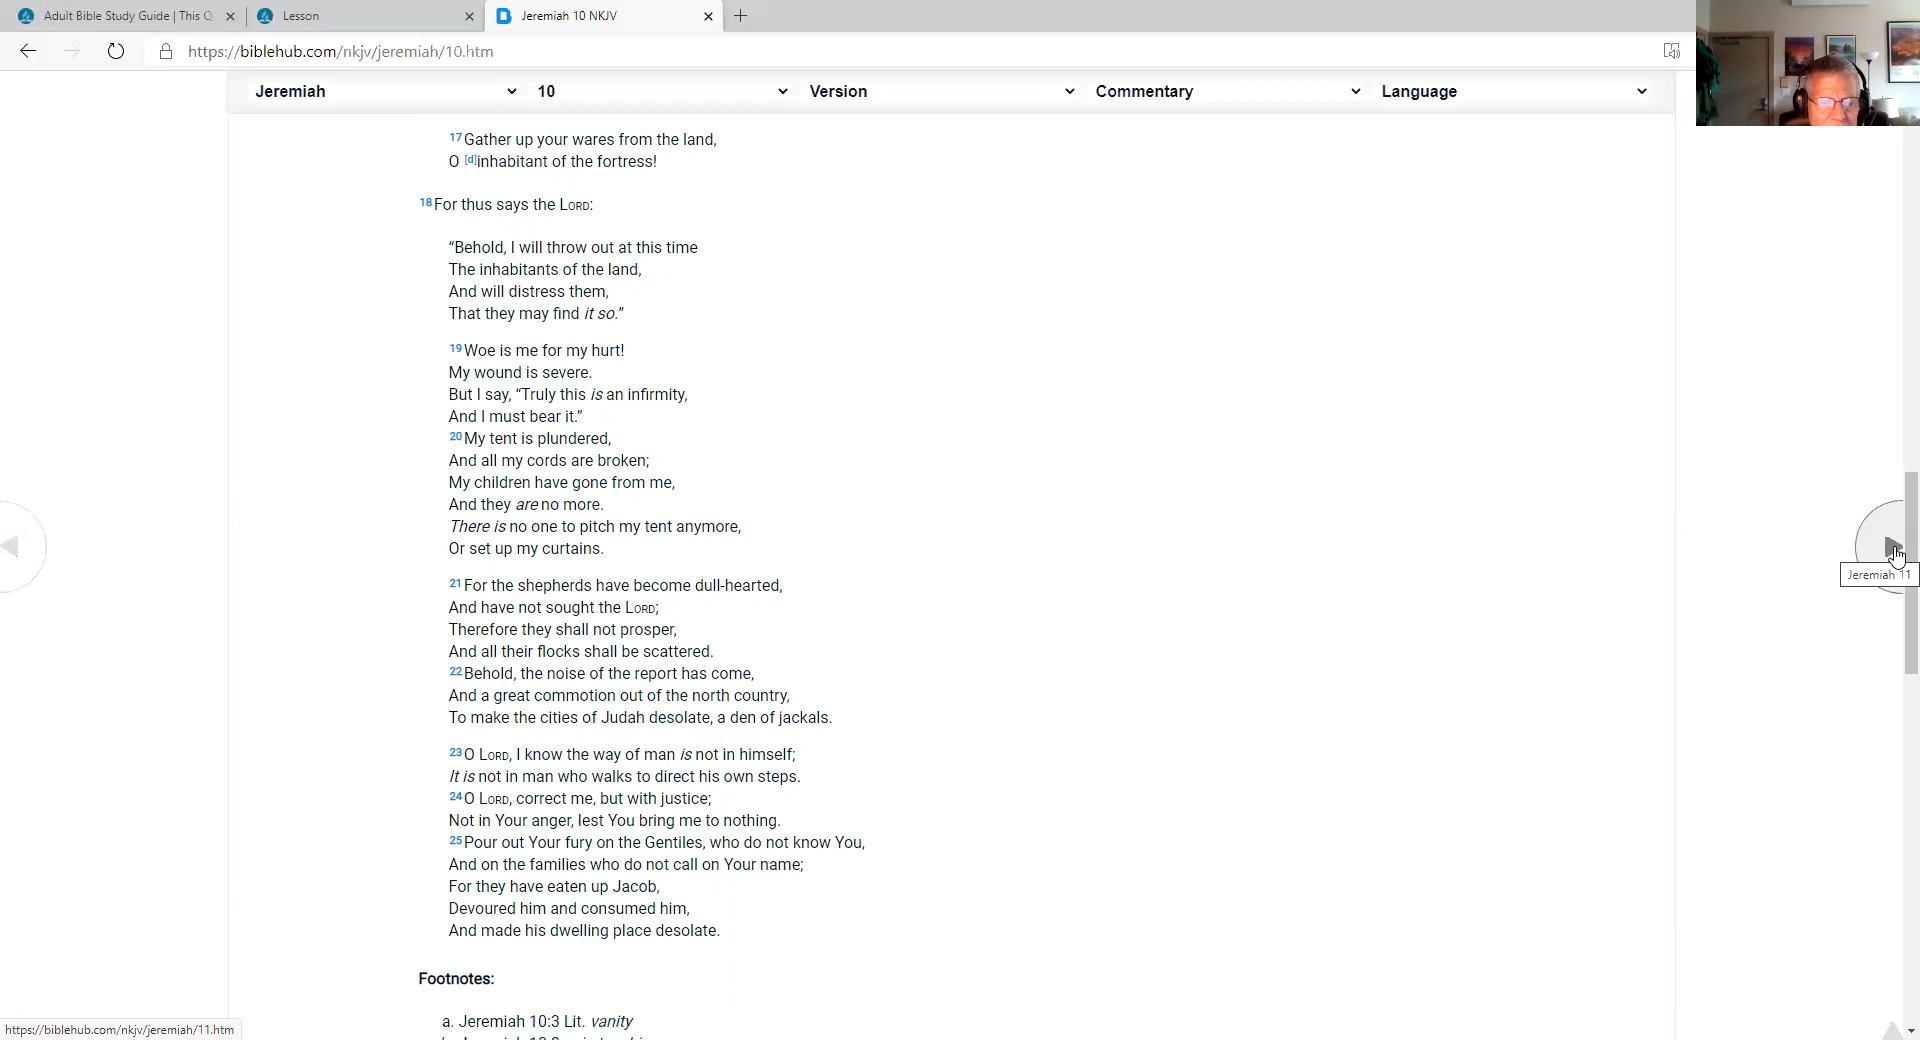 Adult Bible Study Guide | This Q
Lesson
Jeremiah 10 NKJV
https://biblehub.com/nkjv/jeremiah/10.htm
Jeremiah 10 Version Commentary Language
17 Gather up your wares from the land,
O [d]inhabitant of the fortress!
18 For thus says the LORD:
“Behold, I will throw out at this time
The inhabitants of the land,
And will distress them,
That they may find it so.”
19 Woe is me for my hurt!
My wound is severe.
But I say, “Truly this is an infirmity,
And I must bear it.”
20 My tent is plundered,
And all my cords are broken;
My children have gone from me,
And they are no more.
There is no one to pitch my tent anymore,
Or set up my curtains.
21 For the shepherds have become dull-hearted,
And have not sought the LORD;
Therefore they shall not prosper,
And all their flocks shall be scattered.
22 Behold, the noise of the report has come,
And a great commotion out of the north country,
To make the cities of Judah desolate, a den of jackals.
23 O LORD, I know the way of man is not in himself;
It is not in man who walks to direct his own steps.
24 O LORD, correct me, but with justice;
Not in Your anger, lest You bring me to nothing.
25 Pour out Your fury on the Gentiles, who do not know You,
And on the families who do not call on Your name;
For they have eaten up Jacob,
Devoured him and consumed him,
And made his dwelling place desolate.
Footnotes:
a. Jeremiah 10:3 Lit. vanity
Jeremiah 11
https://biblehub.com/nkjv/jeremiah/11.htm